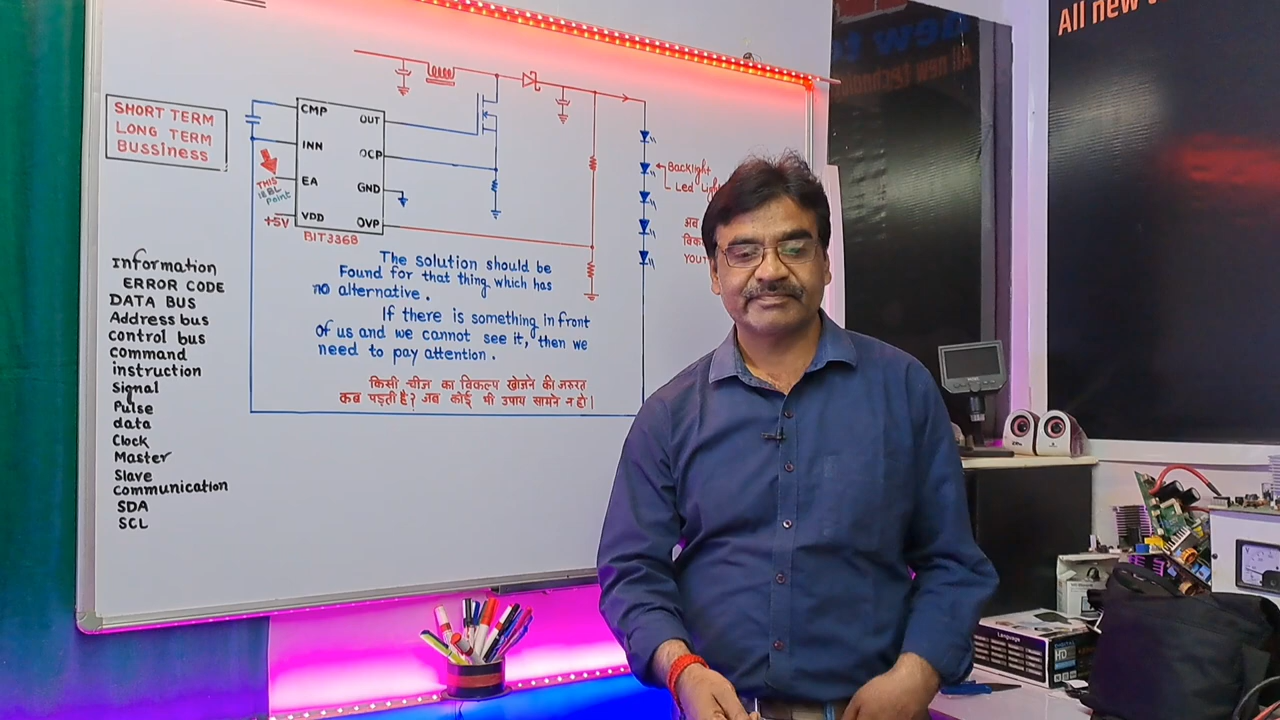 SHORT TERM
LONG TERM
BUSSINESS
CMP
OUT
INN
OCP
EA
GND
VDD
OVP
THIS
IS BL
Point
+5V
BIT3368
Backlight
Led Light
अब
YOUT
Information
ERROR CODE
DATA BUS
Address bus
control bus
command
instruction
Signal
Pulse
data
Clock
Master
Slave
communication
SDA
SCL
The solution should be
Found for that thing which has
no alternative.
If there is something in front
of us and we cannot see it, then we
need to pay attention.
किसी चीज का विकल्प खोजने की जरुरत
कब पड़ती है? जब कोई भी उपाय सामने न हो।
All new
Language
HD